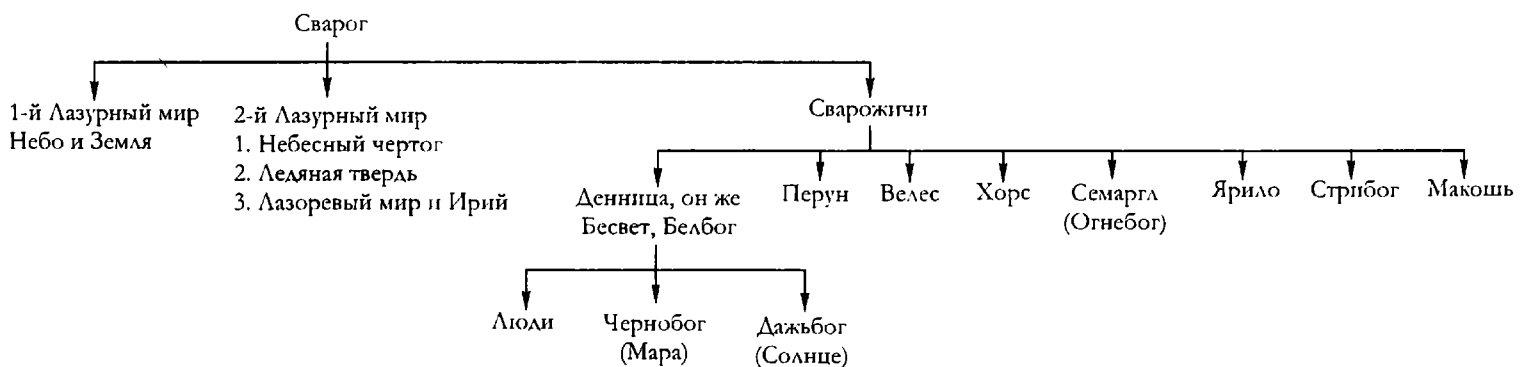 Сварог
1-й Лазурный мир
Небо и Земля
2-й Лазурный мир
1. Небесный чертог
2. Ледяная твердь
3. Лазоревый мир и Ирий
Сварожичи
Денница, он же
Бесвет, Белбог
Перун
Велес
Хорс
Семаргл
(Огнебог)
Ярило
Стрибог
Макошь
Люди
Чернобог
(Мара)
Дажьбог
(Солнце)